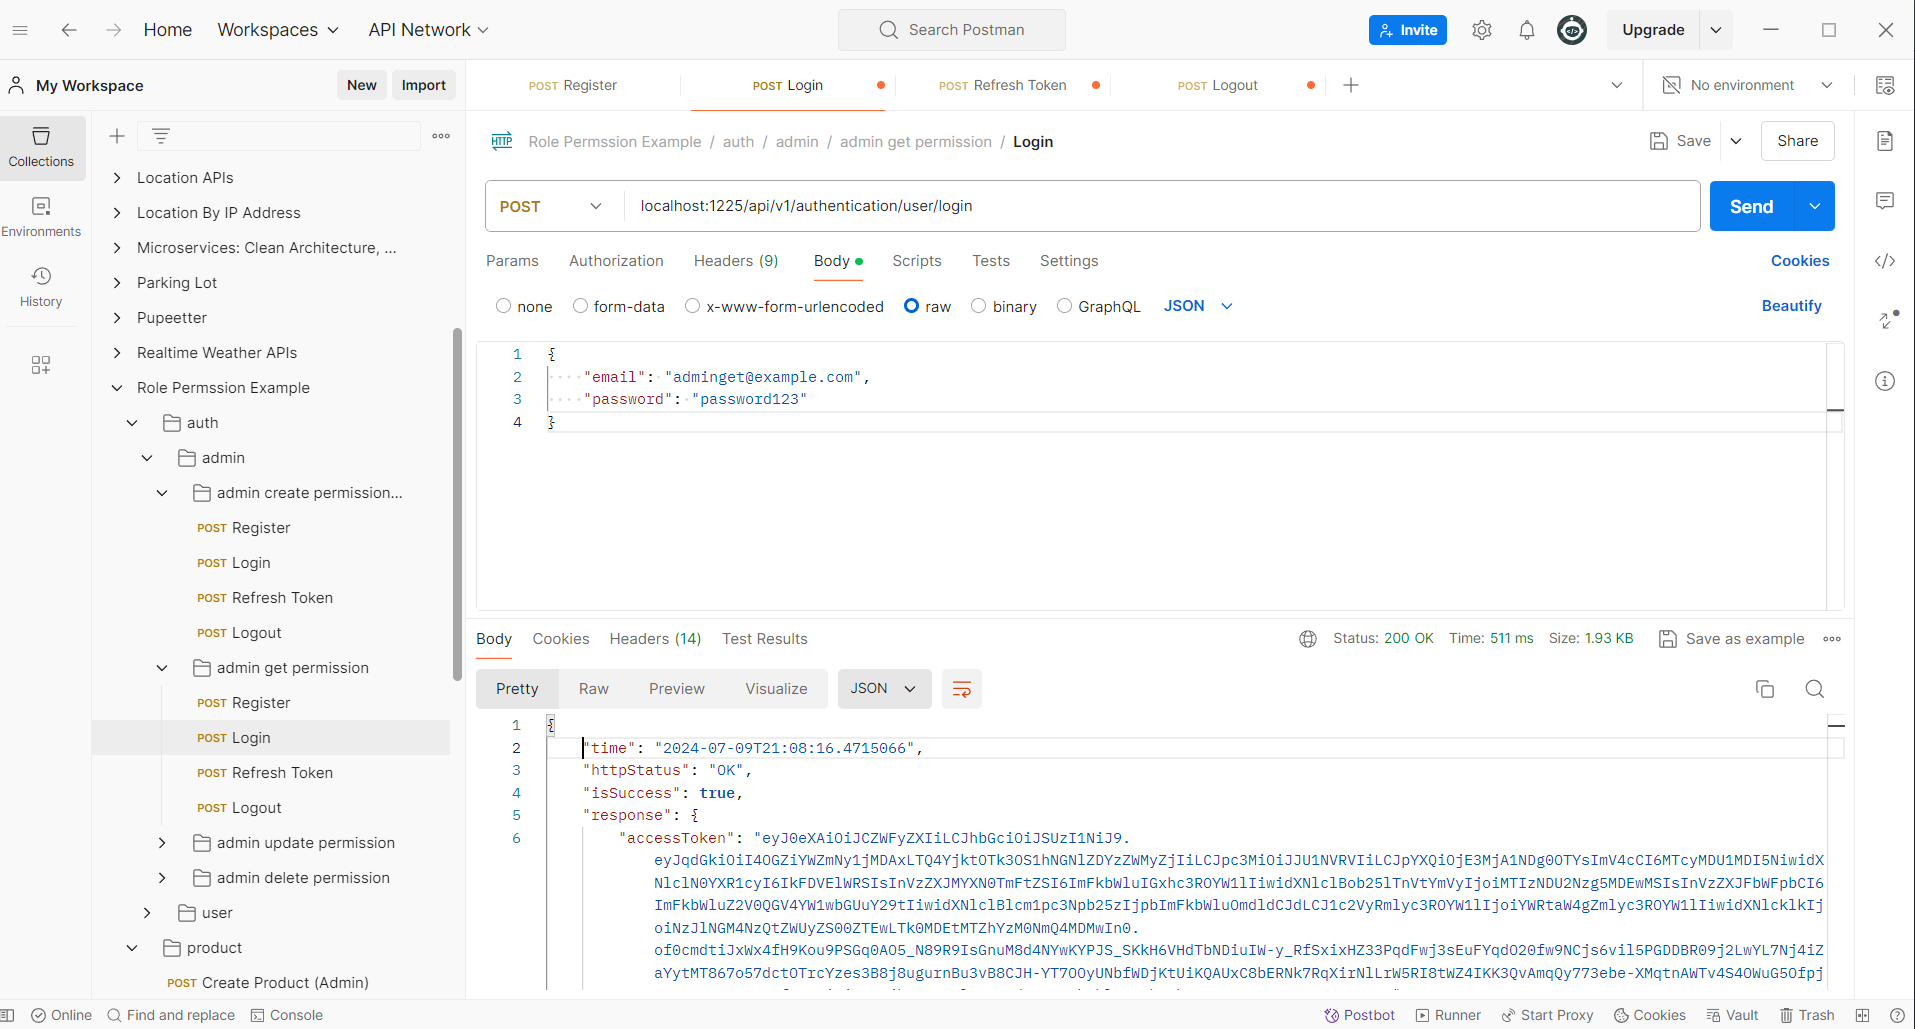 Home Workspaces API Network Search Postman Invite Upgrade
My Workspace New Import
POST Register POST Login POST Refresh Token POST Logout No environment
Collections
Environments
History
Location APIs
Location By IP Address
Microservices: Clean Architecture, ...
Parking Lot
Pupeetter
Realtime Weather APIs
Role Permssion Example
auth
admin
admin create permission...
POST Register
POST Login
POST Refresh Token
POST Logout
admin get permission
POST Register
POST Login
POST Refresh Token
POST Logout
admin update permission
admin delete permission
user
product
POST Create Product (Admin)
HTTP Role Permssion Example / auth / admin / admin get permission / Login Save Share
POST localhost:1225/api/v1/authentication/user/login Send
Params Authorization Headers (9) Body Scripts Tests Settings Cookies
none form-data x-www-form-urlencoded raw binary GraphQL JSON Beautify
1 {
2 "email": "adminget@example.com",
3 "password": "password123"
4 }
Body Cookies Headers (14) Test Results Status: 200 OK Time: 511 ms Size: 1.93 KB Save as example
Pretty Raw Preview Visualize JSON
1 {
2 "time": "2024-07-09T21:08:16.4715066",
3 "httpStatus": "OK",
4 "isSuccess": true,
5 "response": {
6 "accessToken": "eyJ0eXAiOiJCZWFyZXIiLCJhbGciOiJSUzI1NiJ9.
eyJqdGkiOiI4OGZiYWZmNy1jMDAxLTQ4YjktOTk3OS1hNGNlZDYzZWMyZjIiLCJpc3MiOiJJU1NVRVIiLCJpYXQiOjE3MjA1NDg0OTYsImV4cCI6MTcyMDU1MDI5NiwidX
NlclN0YXR1cyI6IkFDVElWRSIsInVzZXJMYXN0TmFtZSI6ImFkbWluIGxhc3ROYW1lIiwidXNlclBob25lTnVtYmVyIjoiMTIzNDU2Nzg5MDEwMSIsInVzZXJFbWFpbCI6
ImFkbWluZ2V0QGV4YW1wbGUuY29tIiwidXNlclBlcm1pc3Npb25zIjpbImFkbWluOmdldCJdLCJ1c2VyRmlyc3ROYW1lIjoiYWRtaW4gZmlyc3ROYW1lIiwidXNlcklkIj
oiNzJlNGM4NzQtZWUyZS00ZTEwLTk0MDEtMTZhYzM0NmQ4MDMwIn0.
of0cmdtiJxWx4fH9Kou9PSGq0AO5_N89R9IsGnuM8d4NYwKYPJS_SKkH6VHdTbNDiuIW-y_RfSxixHZ33PqdFwj3sEuFYqdO20fw9NCjs6vil5PGDDBR09j2LwYL7Nj4iZ
aYytMT867o57dctOTrcYzes3B8j8ugurnBu3vB8CJH-YT7OOyUNbfWDjKtUiKQAUxC8bERNk7RqXirNlLrW5RI8tWZ4IKK3QvAmqQy773ebe-XMqtnAWTv4S4OWuG5Ofpj
Online Find and replace Console Postbot Runner Start Proxy Cookies Vault Trash